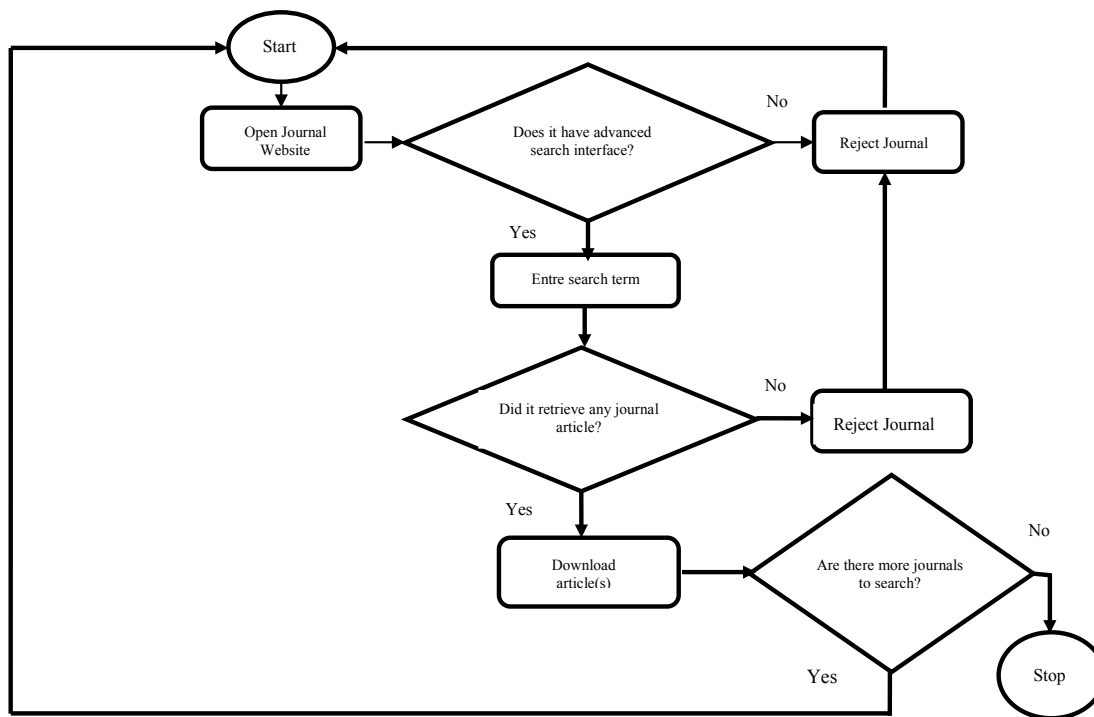 Start
No
Open Journal
Website
Does it have advanced
search interface?
Reject Journal
Yes
Entre search term
No
Did it retrieve any journal
article?
Reject Journal
Yes
No
Download
article(s)
Are there more journals
to search?
Yes
Stop